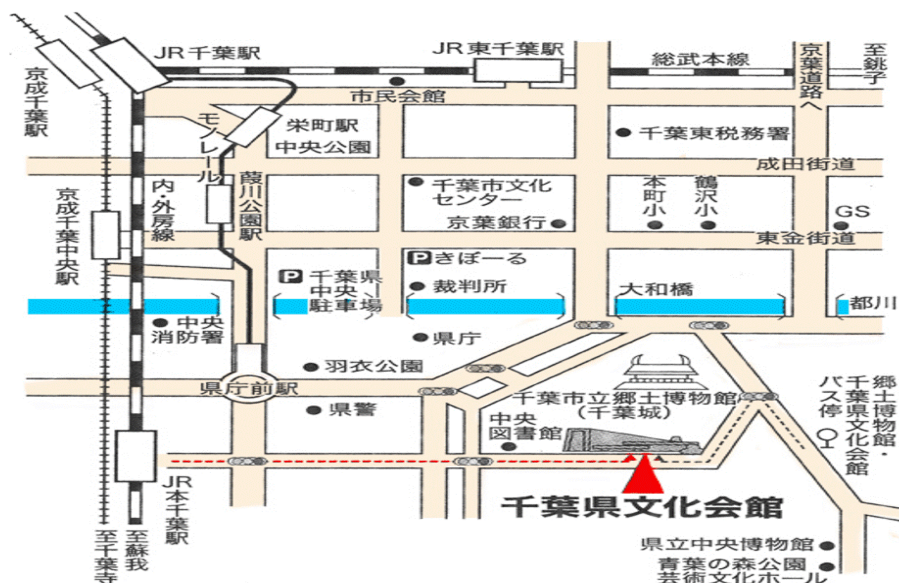 JR千葉駅
JR東千葉駅
総武本線
京葉道路へ
至銚子
京成千葉駅
市民会館
モノレール
栄町駅
中央公園
千葉東税務署
成田街道
内・外房線
葭川公園駅
千葉市文化
センター
京葉銀行
本町小
鶴沢小
GS
京成千葉中央駅
東金街道
P
千葉県
中央
駐車場
Pきぼーる
裁判所
大和橋
都川
中央
消防署
県庁
羽衣公園
県庁前駅
県警
千葉市立郷土博物館
(千葉城)
中央
図書館
郷土博物館・
千葉県文化会館
バス停
JR本千葉駅
千葉県文化会館
至千葉寺
至蘇我
県立中央博物館
青葉の森公園
芸術文化ホール